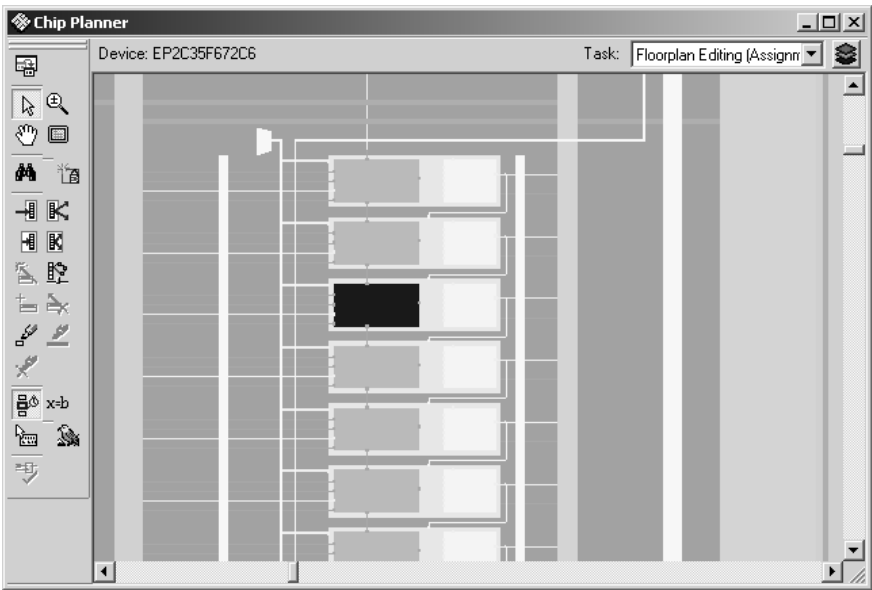 Chip Planner
Device: EP2C35F672C6
Task: Floorplan Editing (Assignm
x=b